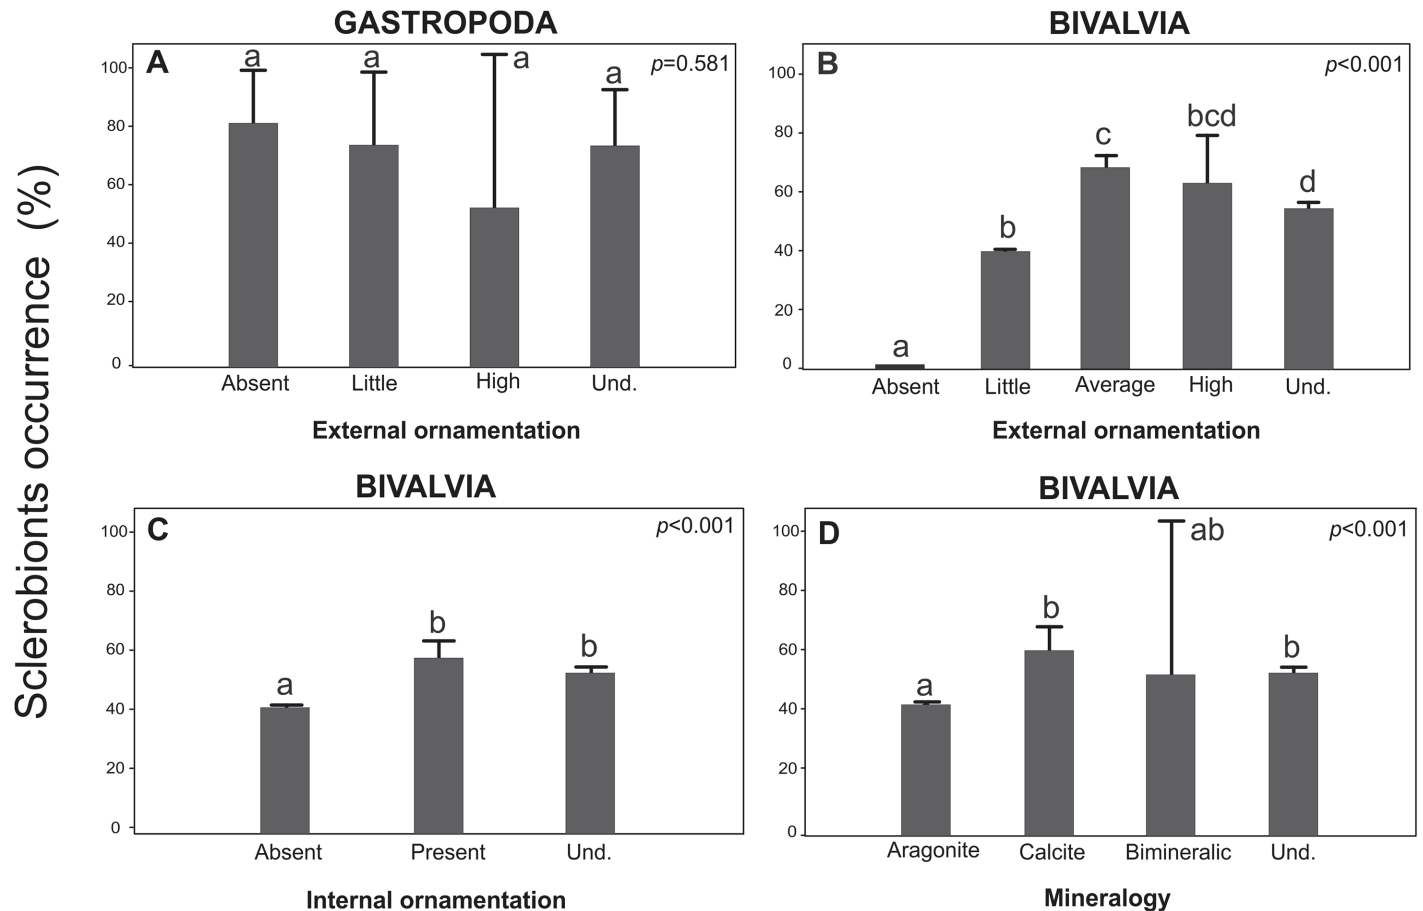 Sclerobionts occurrence (%)
GASTROPODA
A
p=0.581
100
80
60
40
20
0
a
a
a
a
Absent Little High Und.
External ornamentation
BIVALVIA
B
p<0.001
100
80
60
40
20
0
a
b
c
bcd
d
Absent Little Average High Und.
External ornamentation
BIVALVIA
C
p<0.001
100
80
60
40
20
0
a
b
b
Absent Present Und.
Internal ornamentation
BIVALVIA
D
p<0.001
100
80
60
40
20
0
a
b
ab
b
Aragonite Calcite Bimineralic Und.
Mineralogy